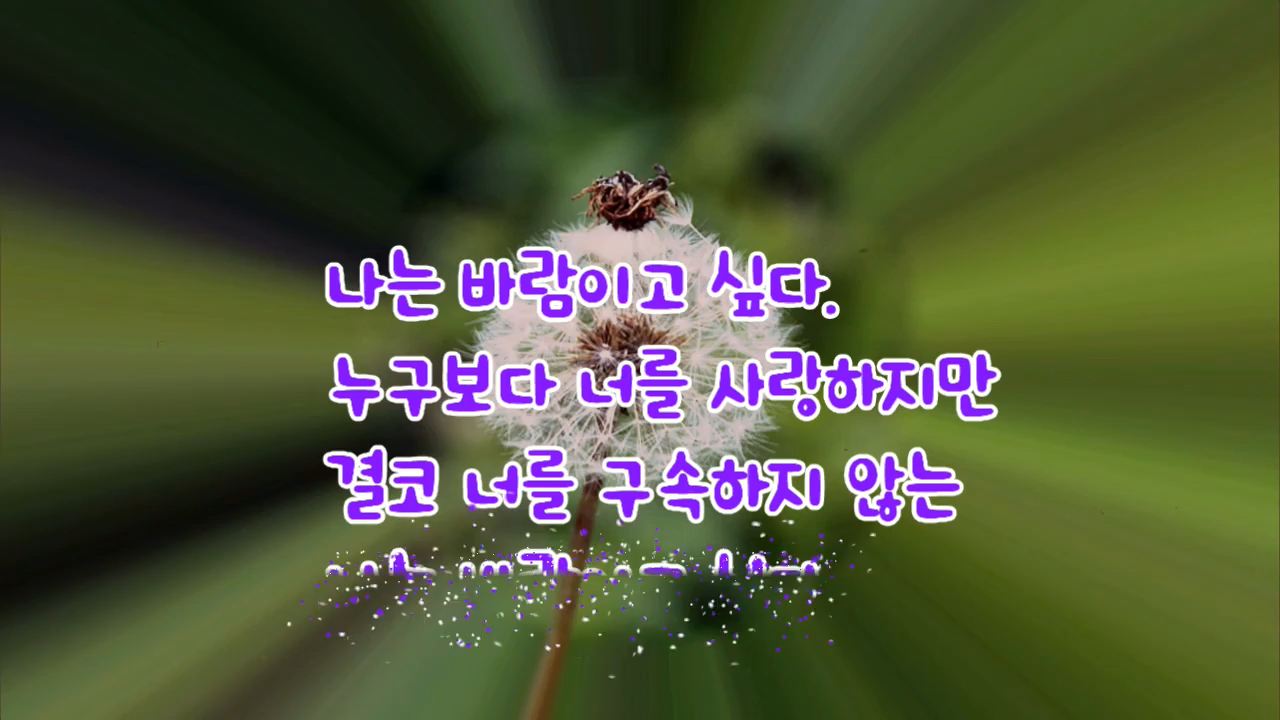 나는 바람이고 싶다.
누구보다 너를 사랑하지만
결코 너를 구속하지 않는